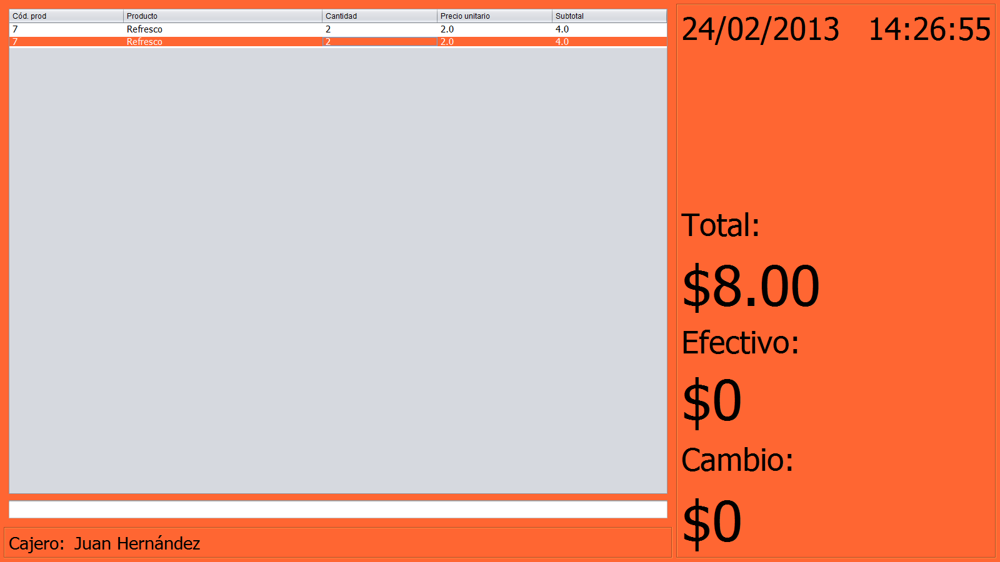 Cód. prod Producto Cantidad Precio unitario Subtotal
7 Refresco 2 2.0 4.0
7 Refresco 2 2.0 4.0
24/02/2013 14:26:55
Total:
$8.00
Efectivo:
$0
Cambio:
$0
Cajero: Juan Hernández